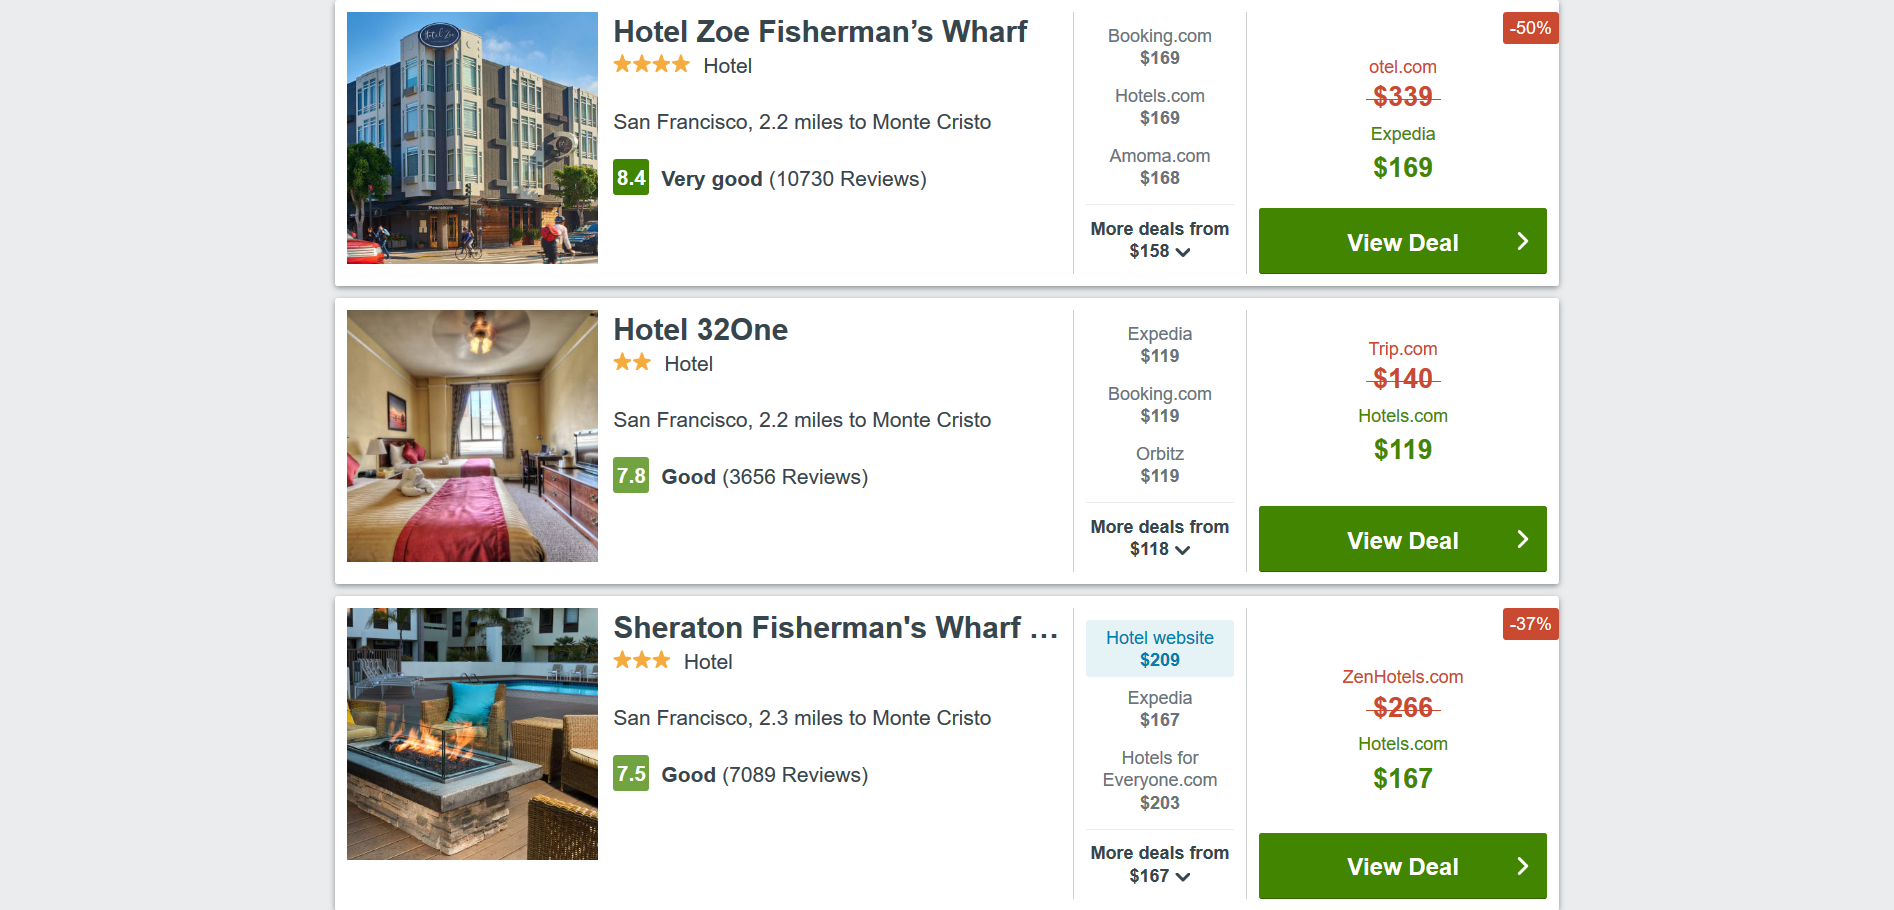 Hotel Zoe Fisherman’s Wharf
Hotel
San Francisco, 2.2 miles to Monte Cristo
8.4 Very good (10730 Reviews)
Booking.com
$169
Hotels.com
$169
Amoma.com
$168
More deals from
$158
-50%
otel.com
$339
Expedia
$169
View Deal
Hotel 32One
Hotel
San Francisco, 2.2 miles to Monte Cristo
7.8 Good (3656 Reviews)
Expedia
$119
Booking.com
$119
Orbitz
$119
More deals from
$118
Trip.com
$140
Hotels.com
$119
View Deal
Sheraton Fisherman's Wharf ...
Hotel
San Francisco, 2.3 miles to Monte Cristo
7.5 Good (7089 Reviews)
Hotel website
$209
Expedia
$167
Hotels for
Everyone.com
$203
More deals from
$167
-37%
ZenHotels.com
$266
Hotels.com
$167
View Deal